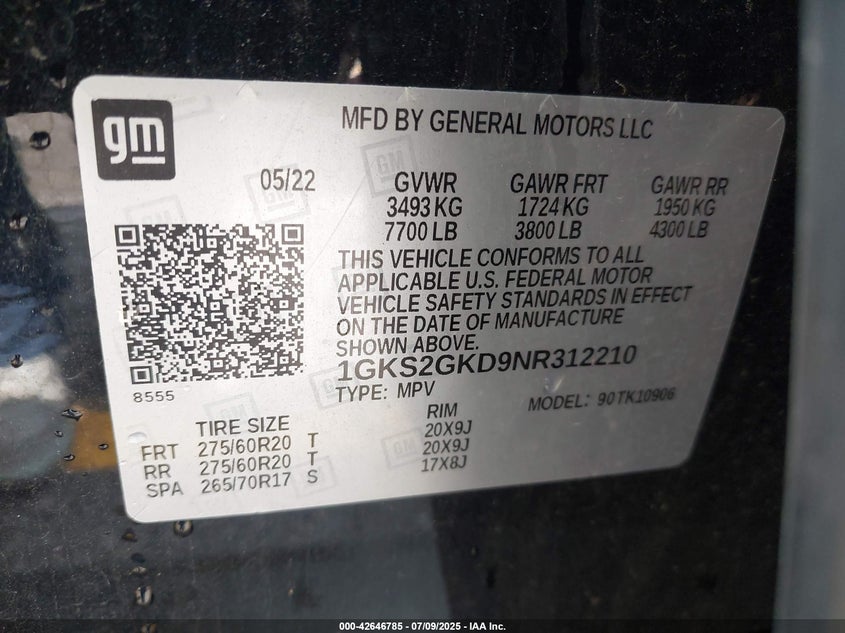 gm
MFD BY GENERAL MOTORS LLC
05/22 GVWR GAWR FRT GAWR RR
3493 KG 1724 KG 1950 KG
7700 LB 3800 LB 4300 LB
THIS VEHICLE CONFORMS TO ALL
APPLICABLE U.S. FEDERAL MOTOR
VEHICLE SAFETY STANDARDS IN EFFECT
ON THE DATE OF MANUFACTURE
SHOWN ABOVE.
1GKS2GKD9NR312210
8555
TYPE: MPV MODEL: 90TK10906
TIRE SIZE RIM
FRT 275/60R20 T 20X9J
RR 275/60R20 T 20X9J
SPA 265/70R17 S 17X8J
000-42646785 - 07/09/2025 - IAA Inc.